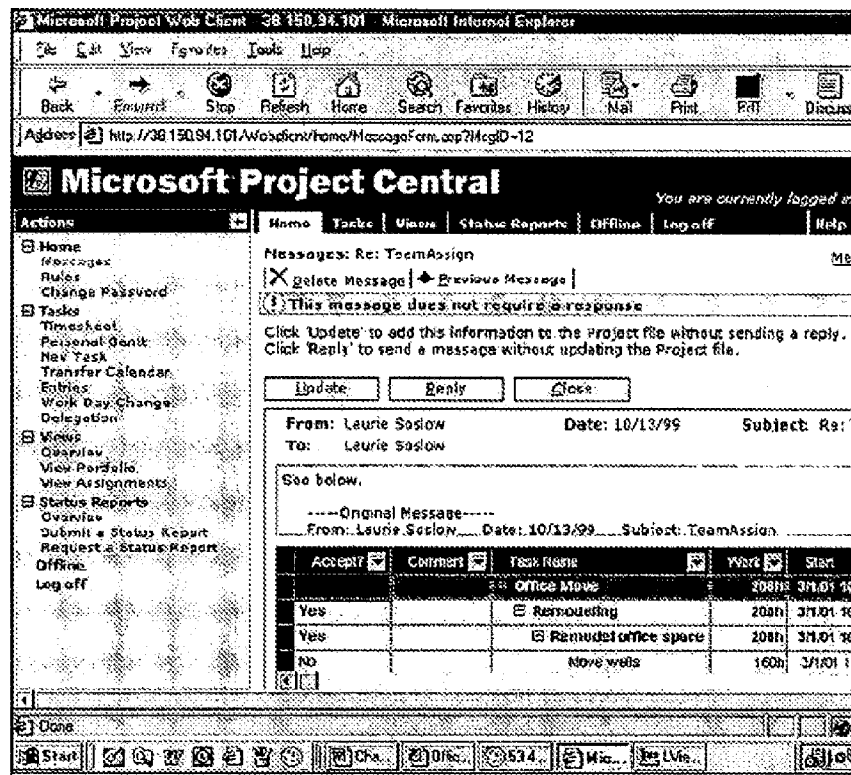 Microsoft Project Web Client - 38.150.94.101 - Microsoft Internet Explorer
File Edit View Favorites Tools Help
Back Forward Stop Refresh Home Search Favorites History Mail Print Edit Discuss
Address http://38.150.94.101/Webclient/home/MessageForm.asp?MsgID=12
Microsoft Project Central
You are currently logged in
Actions
Home Tasks Views Status Reports Offline Log off Help
Home
Messages
Rules
Change Password
Tasks
Timesheet
Personal Gantt
New Task
Transfer Calendar
Entries
Work Day Change
Delegation
Views
Overview
View Portfolio
View Assignments
Status Reports
Overview
Submit a Status Report
Request a Status Report
Offline
Log off
Messages: Re: TeamAssign Me
Delete Message Previous Message
This message does not require a response
Click 'Update' to add this information to the Project file without sending a reply.
Click 'Reply' to send a message without updating the Project file.
Update Reply Close
From: Laurie Soslow Date: 10/13/99 Subject: Re:
To: Laurie Soslow
See below.
-----Original Message-----
From: Laurie Soslow Date: 10/13/99 Subject: TeamAssign
Accept? Comment Task Name Work Start
Office Move 208h 3/1/01
Yes Remodeling 208h 3/1/01
Yes Remodel office space 208h 3/1/01
No Move walls 160h 3/1/01
Done
Start Cha... Offic... 53 4... Mic... LVie...